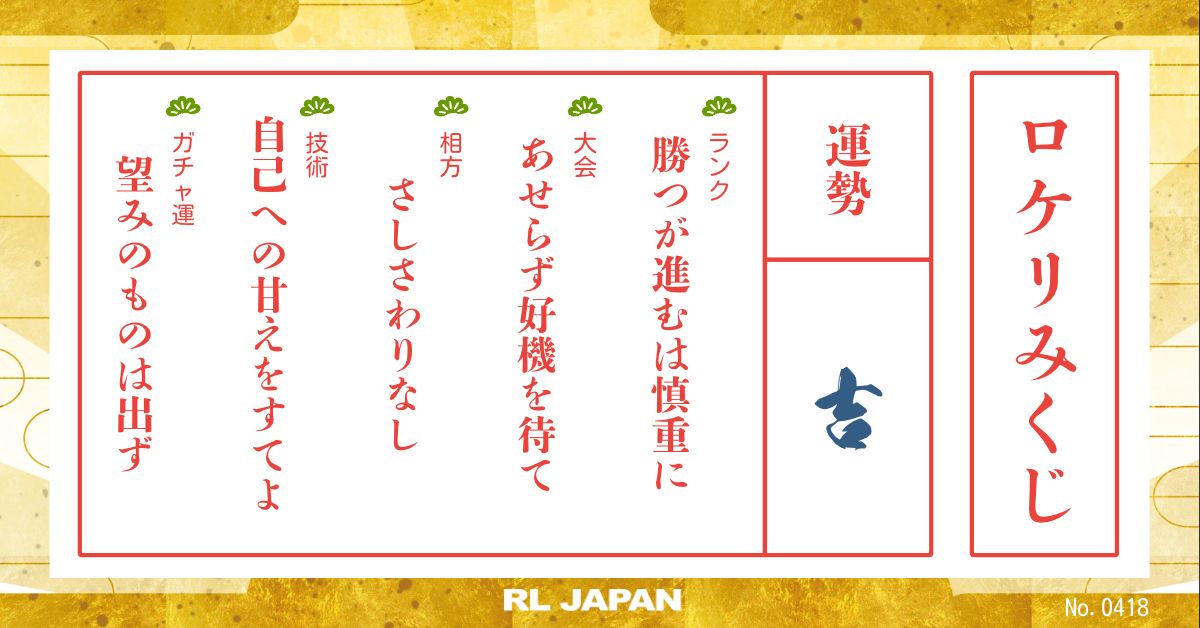 ロケリみくじ
運勢
吉
ランク
勝つが進むは慎重に
大会
あせらず好機を待て
相方
さしさわりなし
技術
自己への甘えをすてよ
ガチャ運
望みのものは出ず
RL JAPAN
No. 0418